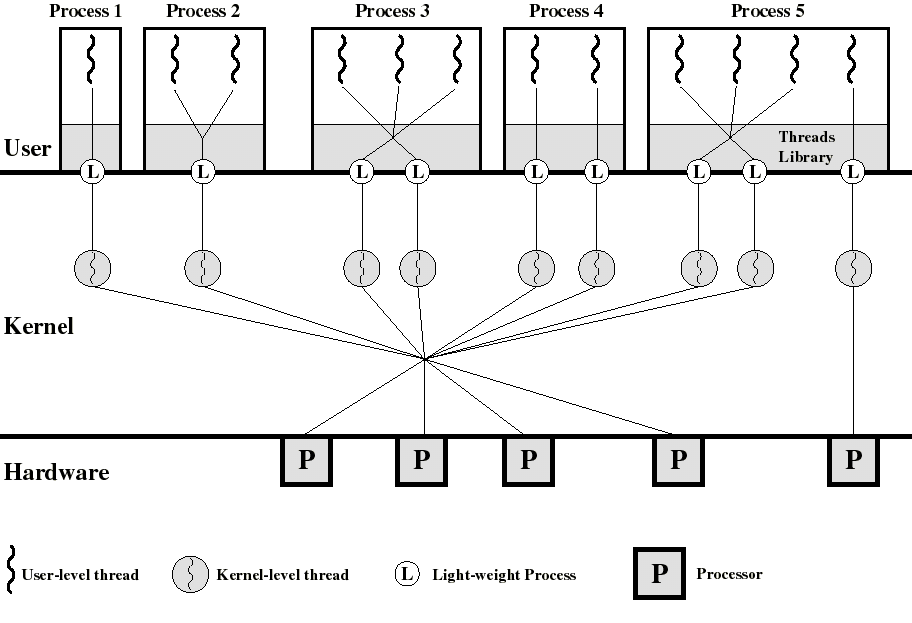 Process 1
Process 2
Process 3
Process 4
Process 5
User
Threads
Library
L
L
L
L
L
L
L
L
L
Kernel
P
P
P
P
P
Hardware
User-level thread
Kernel-level thread
L
Light-weight Process
P
Processor